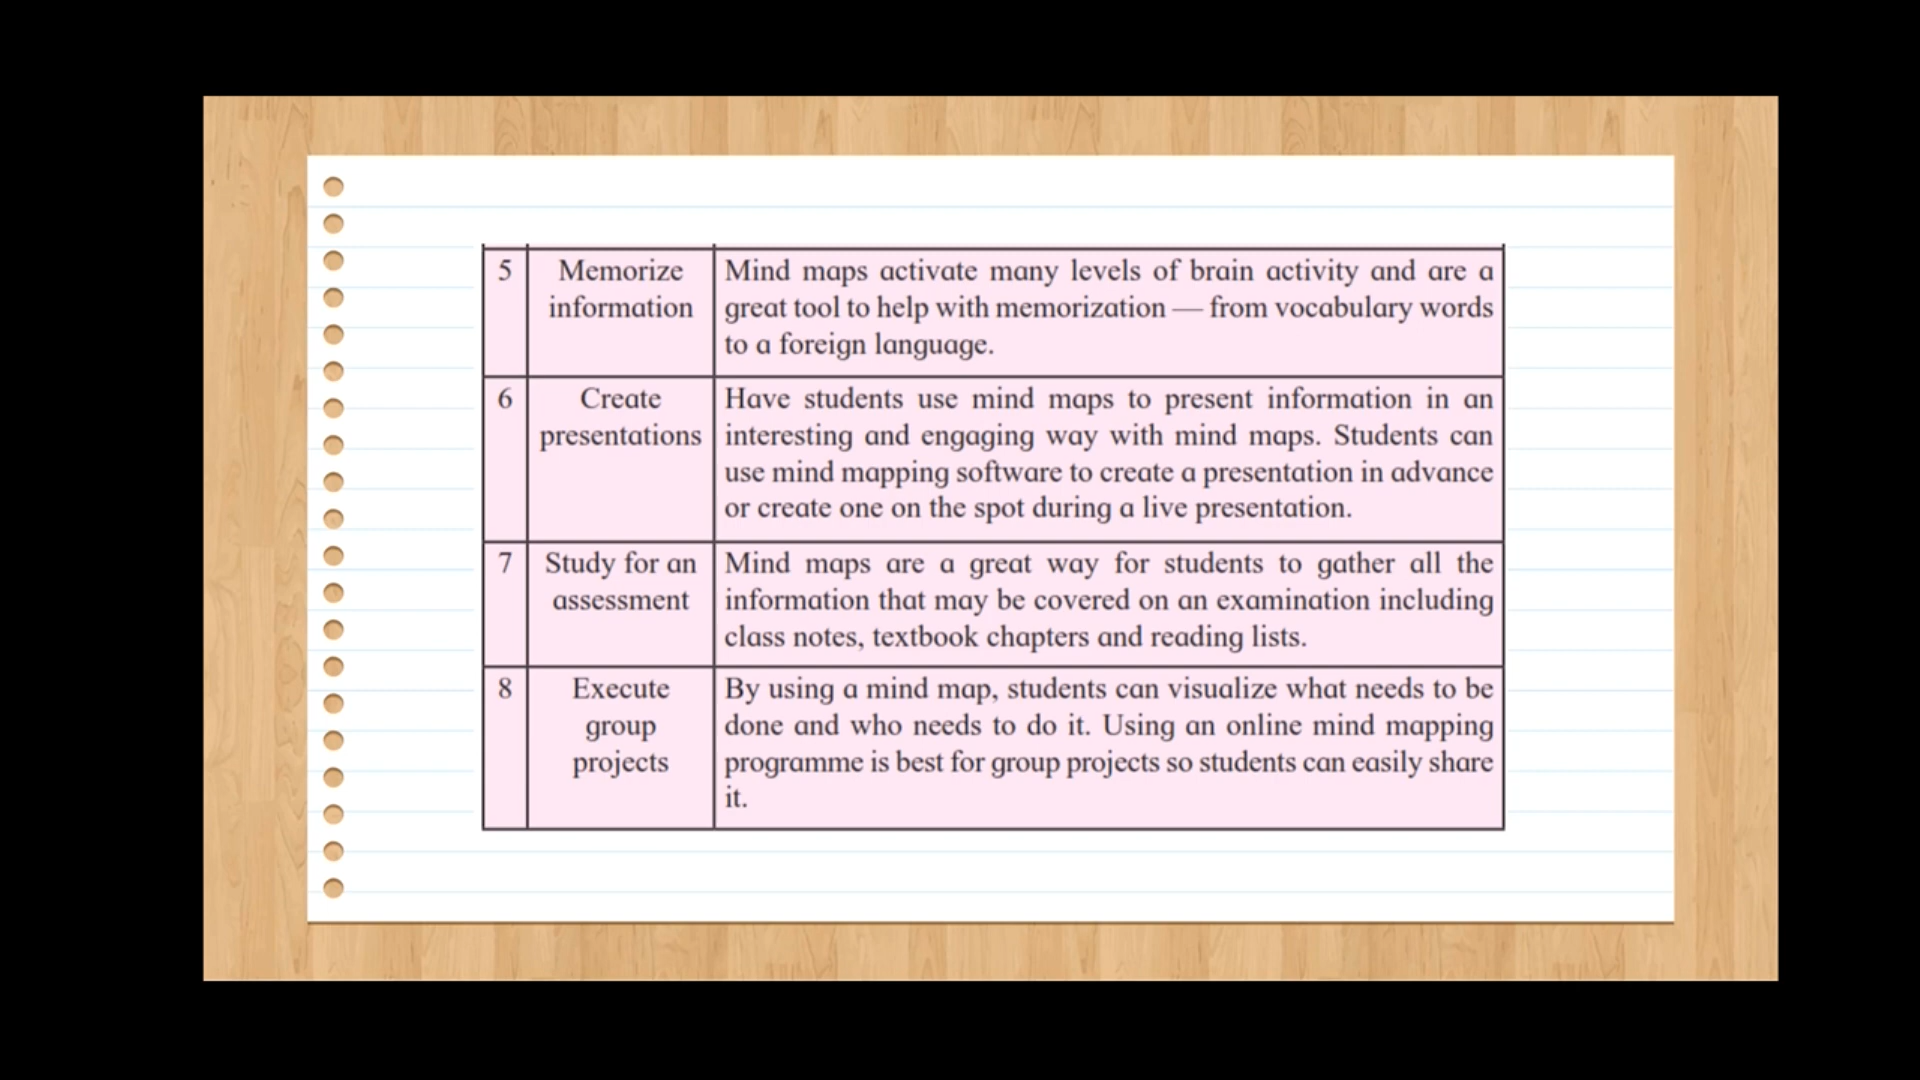 5 Memorize information Mind maps activate many levels of brain activity and are a
great tool to help with memorization — from vocabulary words
to a foreign language.
6 Create presentations Have students use mind maps to present information in an
interesting and engaging way with mind maps. Students can
use mind mapping software to create a presentation in advance
or create one on the spot during a live presentation.
7 Study for an assessment Mind maps are a great way for students to gather all the
information that may be covered on an examination including
class notes, textbook chapters and reading lists.
8 Execute group projects By using a mind map, students can visualize what needs to be
done and who needs to do it. Using an online mind mapping
programme is best for group projects so students can easily share
it.